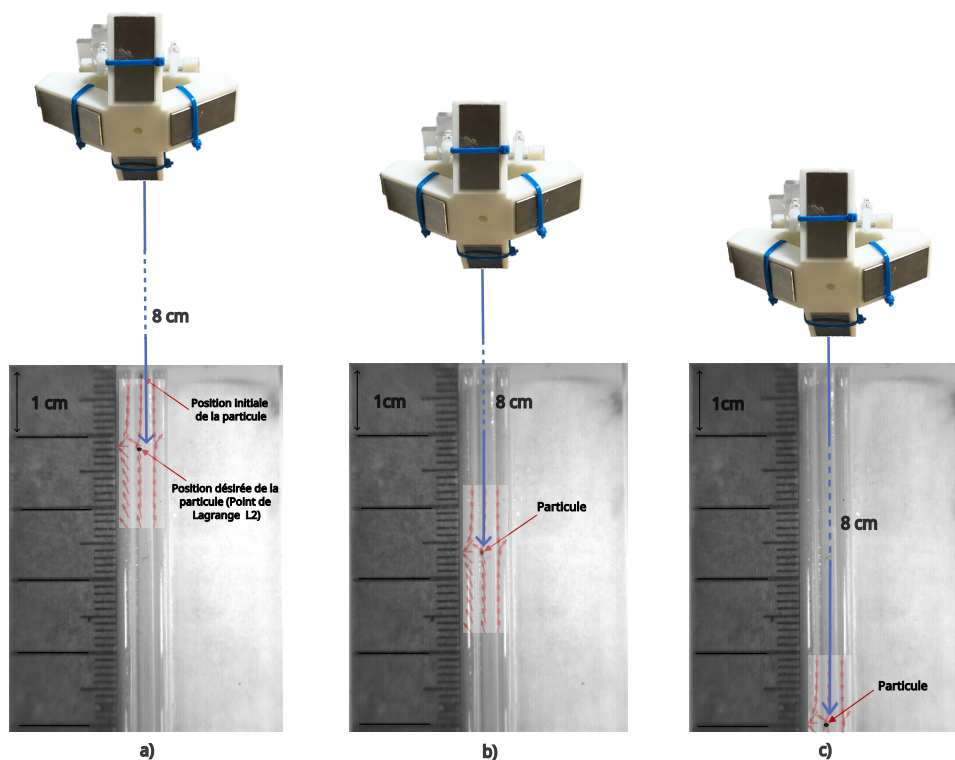 8 cm
1 cm
Position initiale
de la particule
Position désirée de la
particule (Point de
Lagrange L2)
a)
1cm
8 cm
Particule
b)
1cm
8 cm
Particule
c)